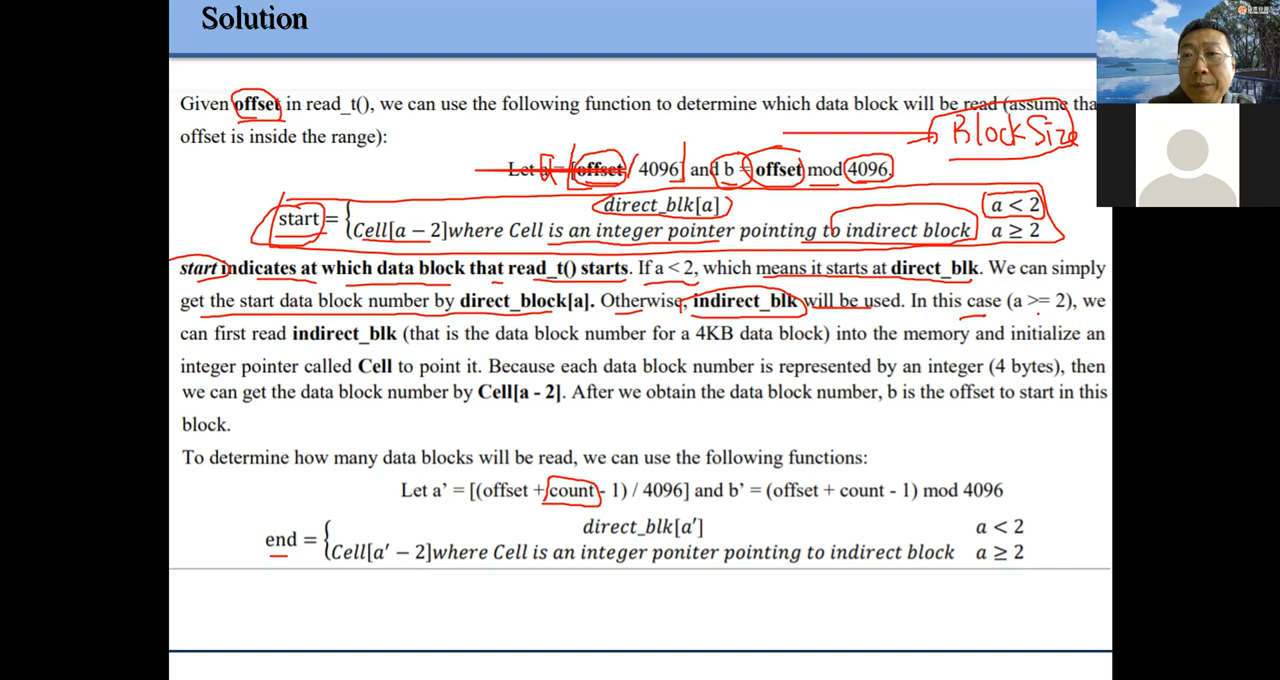 Solution
Given offset in read_t(), we can use the following function to determine which data block will be read (assume tha
offset is inside the range):
BlockSize
Let a = [offset / 4096] and b = offset mod 4096.
start = { direct_blk[a] a < 2
Cell[a − 2]where Cell is an integer pointer pointing to indirect block a ≥ 2
start indicates at which data block that read_t() starts. If a < 2, which means it starts at direct_blk. We can simply
get the start data block number by direct_block[a]. Otherwise, indirect_blk will be used. In this case (a >= 2), we
can first read indirect_blk (that is the data block number for a 4KB data block) into the memory and initialize an
integer pointer called Cell to point it. Because each data block number is represented by an integer (4 bytes), then
we can get the data block number by Cell[a - 2]. After we obtain the data block number, b is the offset to start in this
block.
To determine how many data blocks will be read, we can use the following functions:
Let a’ = [(offset + count - 1) / 4096] and b’ = (offset + count - 1) mod 4096
end = { direct_blk[a′] a < 2
Cell[a′ − 2]where Cell is an integer poniter pointing to indirect block a ≥ 2